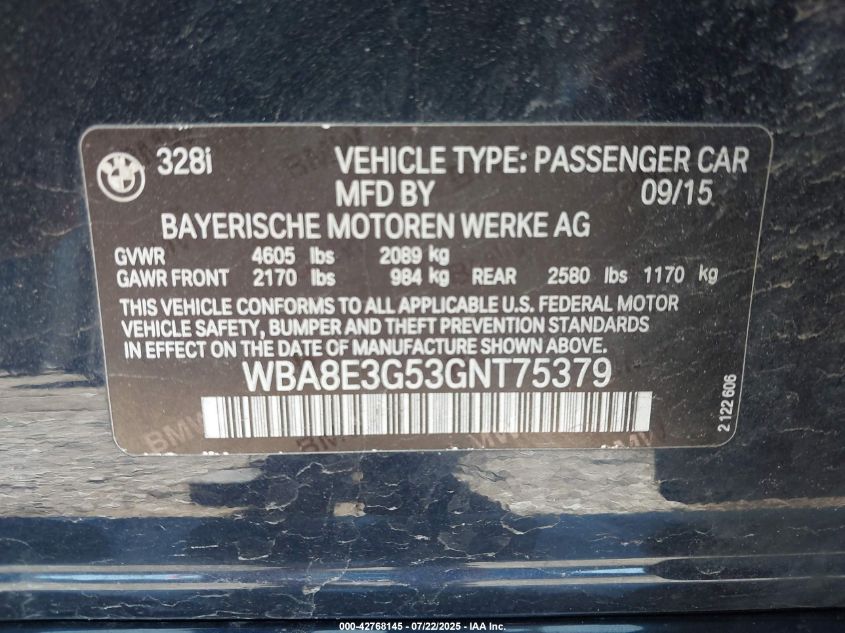 328i VEHICLE TYPE: PASSENGER CAR
MFD BY 09/15
BAYERISCHE MOTOREN WERKE AG
GVWR 4605 lbs 2089 kg
GAWR FRONT 2170 lbs 984 kg REAR 2580 lbs 1170 kg
THIS VEHICLE CONFORMS TO ALL APPLICABLE U.S. FEDERAL MOTOR
VEHICLE SAFETY, BUMPER AND THEFT PREVENTION STANDARDS
IN EFFECT ON THE DATE OF MANUFACTURE SHOWN ABOVE.
WBA8E3G53GNT75379
2 122 606
000-42768145 - 07/22/2025 - IAA Inc.